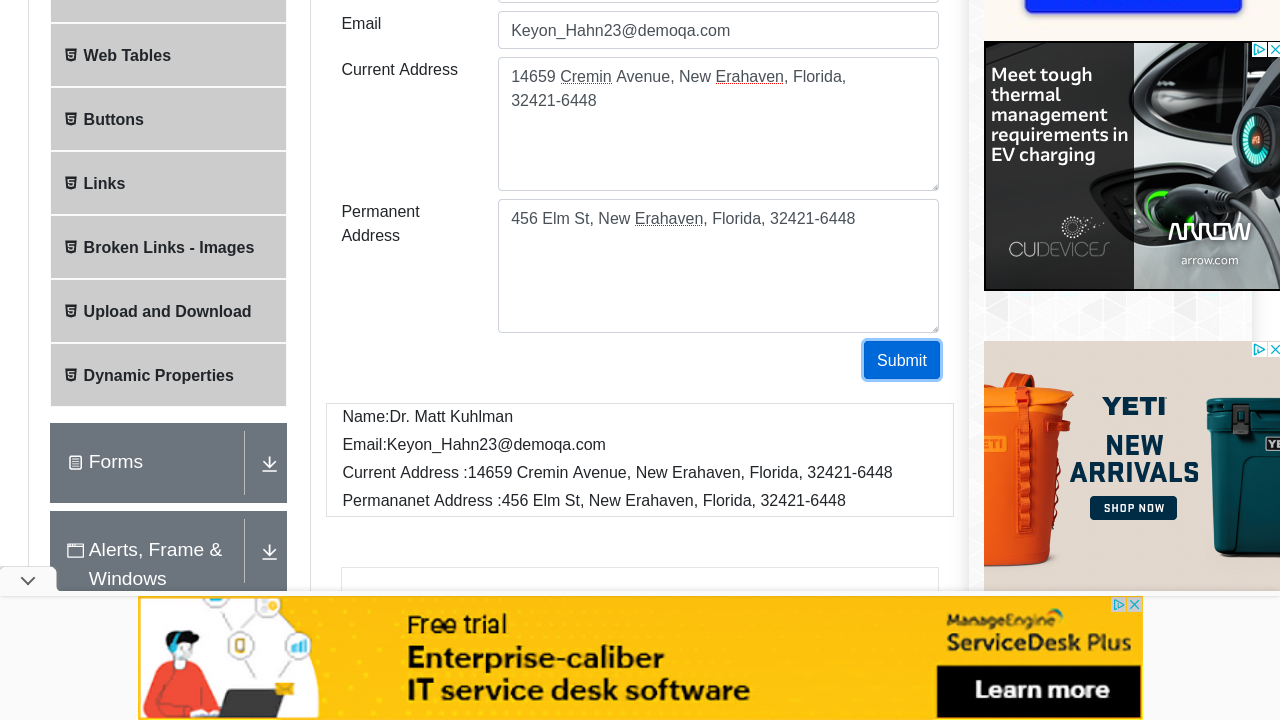 Email
Keyon_Hahn23@demoqa.com
Web Tables
Current Address
14659 Cremin Avenue, New Erahaven, Florida,
32421-6448
Buttons
Links
Permanent
Address
456 Elm St, New Erahaven, Florida, 32421-6448
Broken Links - Images
Upload and Download
Submit
Dynamic Properties
Name:Dr. Matt Kuhlman
Email:Keyon_Hahn23@demoqa.com
Current Address :14659 Cremin Avenue, New Erahaven, Florida, 32421-6448
Permananet Address :456 Elm St, New Erahaven, Florida, 32421-6448
Forms
Alerts, Frame &
Windows
Meet tough
thermal
management
requirements in
EV charging
CUI DEVICES
ARROW
arrow.com
YETI
NEW
ARRIVALS
SHOP NOW
Free trial
Enterprise-caliber
IT service desk software
ManageEngine
ServiceDesk Plus
Learn more